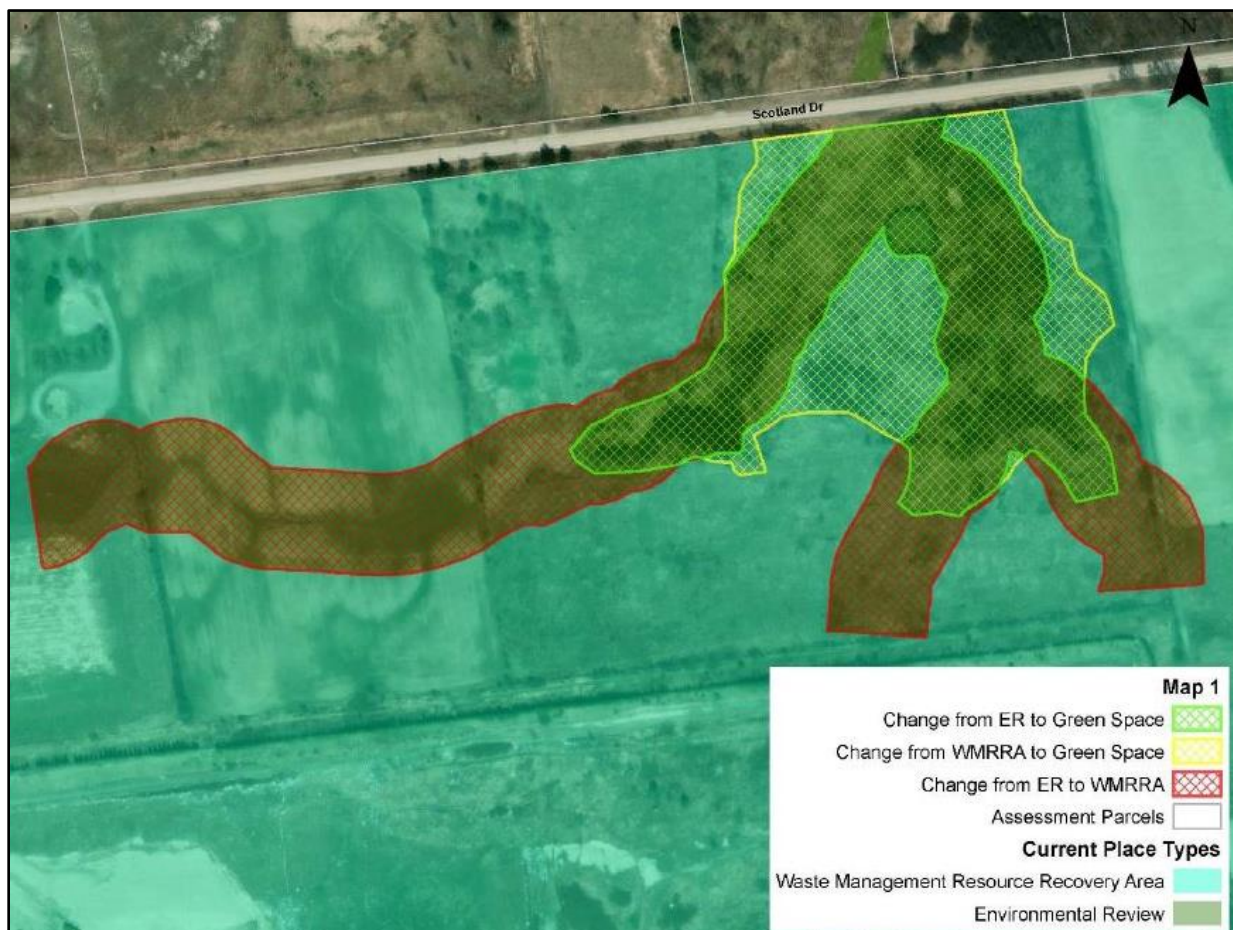 N
Scotland Dr
Map 1
Change from ER to Green Space
Change from WMRRA to Green Space
Change from ER to WMRRA
Assessment Parcels
Current Place Types
Waste Management Resource Recovery Area
Environmental Review